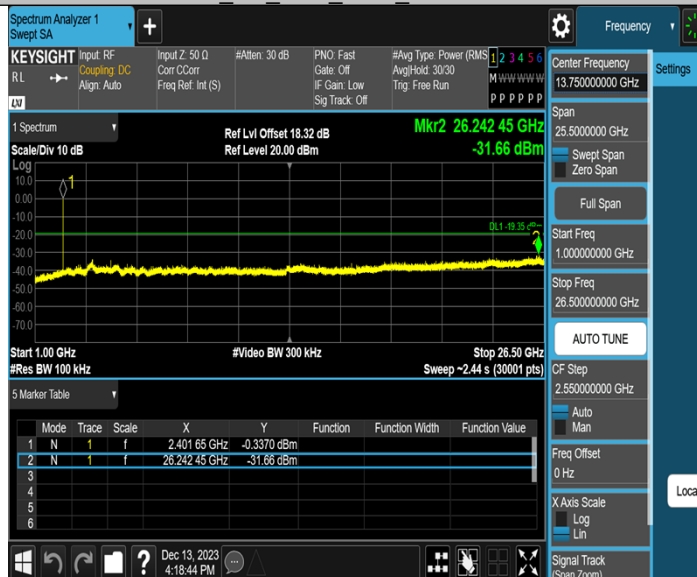 Spectrum Analyzer 1
Swept SA
+
Frequency
KEYSIGHT
RL
LXI
Input: RF
Coupling: DC
Align: Auto
Input Z: 50 Ω
Corr CCorr
Freq Ref: Int (S)
#Atten: 30 dB
PNO: Fast
Gate: Off
IF Gain: Low
Sig Track: Off
#Avg Type: Power (RMS
Avg|Hold: 30/30
Trig: Free Run
1 2 3 4 5 6
M W W W W W
P P P P P P
1 Spectrum
Scale/Div 10 dB
Ref Lvl Offset 18.32 dB
Ref Level 20.00 dBm
Mkr2 26.242 45 GHz
-31.66 dBm
Log
10.0
0.00
-10.0
-20.0
-30.0
-40.0
-50.0
-60.0
-70.0
1
DL1 -19.35 dB
2
Start 1.00 GHz
#Res BW 100 kHz
#Video BW 300 kHz
Stop 26.50 GHz
Sweep ~2.44 s (30001 pts)
5 Marker Table
Mode Trace Scale X Y Function Function Width Function Value
1 N 1 f 2.401 65 GHz -0.3370 dBm
2 N 1 f 26.242 45 GHz -31.66 dBm
3
4
5
6
?
Dec 13, 2023
4:18:44 PM
Center Frequency
13.75000000 GHz
Settings
Span
25.5000000 GHz
Swept Span
Zero Span
Full Span
Start Freq
1.000000000 GHz
Stop Freq
26.500000000 GHz
AUTO TUNE
CF Step
2.550000000 GHz
Auto
Man
Freq Offset
0 Hz
Loca
X Axis Scale
Log
Lin
Signal Track
(Span Zoom)